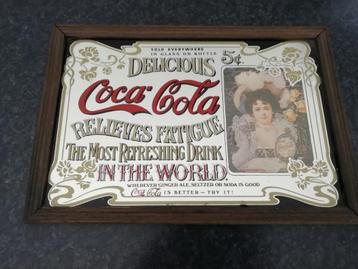 SOLD EVERYWHERE
IN GLASS OR BOTTLE
5¢
DELICIOUS
Coca-Cola
RELIEVES FATIGUE
THE MOST REFRESHING DRINK
IN THE WORLD
WHEREVER GINGER ALE, SELTZER OR SODA IS GOOD
Coca-Cola IS BETTER – TRY IT!